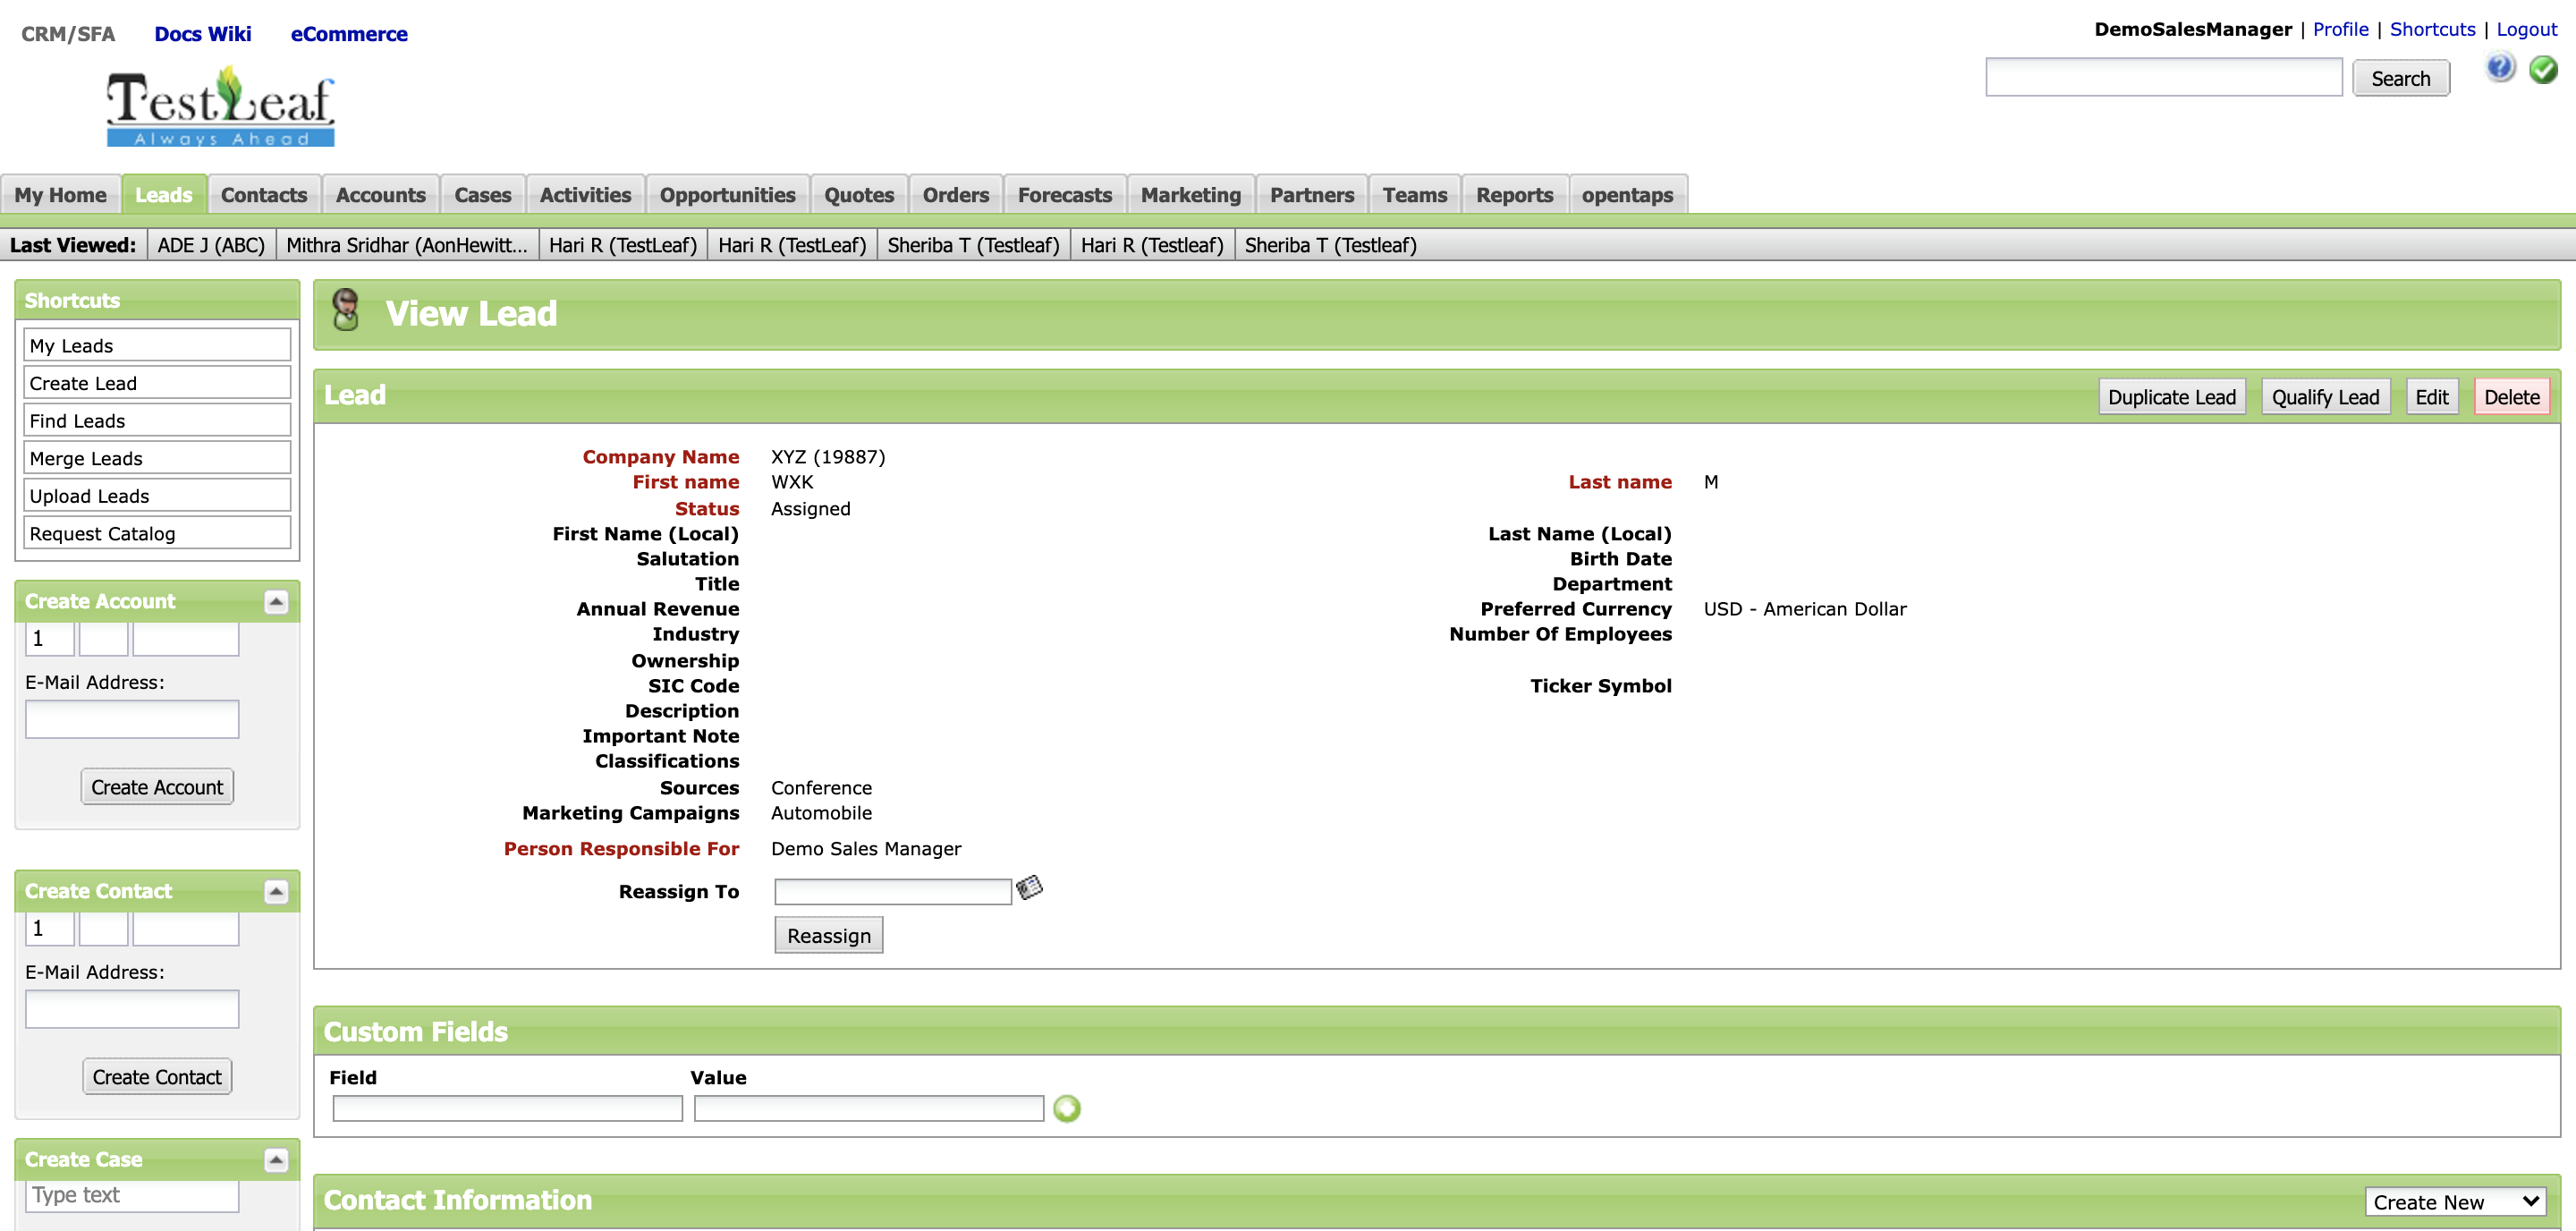 CRM/SFA Docs Wiki eCommerce
DemoSalesManager | Profile | Shortcuts | Logout
Search
TestLeaf
Always Ahead
My Home Leads Contacts Accounts Cases Activities Opportunities Quotes Orders Forecasts Marketing Partners Teams Reports opentaps
Last Viewed: ADE J (ABC) Mithra Sridhar (AonHewitt... Hari R (TestLeaf) Hari R (TestLeaf) Sheriba T (Testleaf) Hari R (Testleaf) Sheriba T (Testleaf)
Shortcuts
My Leads
Create Lead
Find Leads
Merge Leads
Upload Leads
Request Catalog
Create Account
1
E-Mail Address:
Create Account
Create Contact
1
E-Mail Address:
Create Contact
Create Case
Type text
View Lead
Lead Duplicate Lead Qualify Lead Edit Delete
Company Name XYZ (19887)
First name WXK Last name M
Status Assigned
First Name (Local) Last Name (Local)
Salutation Birth Date
Title Department
Annual Revenue Preferred Currency USD - American Dollar
Industry Number Of Employees
Ownership
SIC Code Ticker Symbol
Description
Important Note
Classifications
Sources Conference
Marketing Campaigns Automobile
Person Responsible For Demo Sales Manager
Reassign To
Reassign
Custom Fields
Field Value
Contact Information Create New